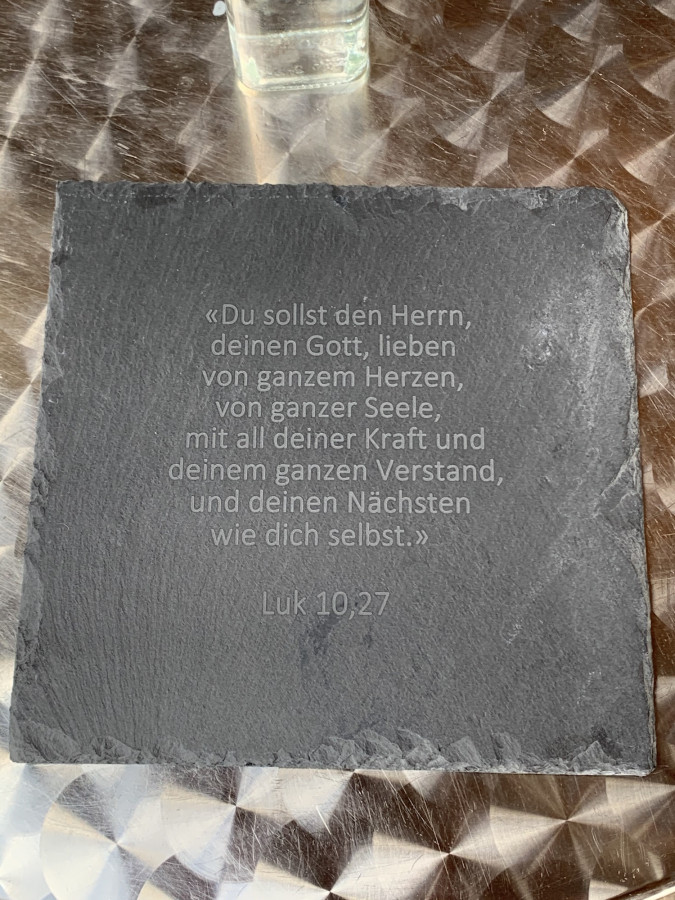 «Du sollst den Herrn,
deinen Gott, lieben
von ganzem Herzen,
von ganzer Seele,
mit all deiner Kraft und
deinem ganzen Verstand,
und deinen Nächsten
wie dich selbst.»
Luk 10,27